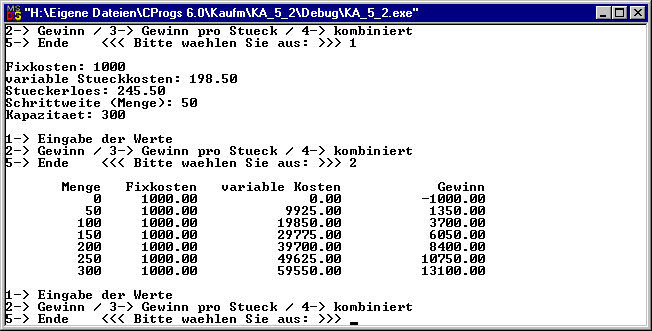 "H:\Eigene Dateien\CProgs 6.0\Kaufm\KA_5_2\Debug\KA_5_2.exe"
2-> Gewinn / 3-> Gewinn pro Stueck / 4-> kombiniert
5-> Ende    <<< Bitte waehlen Sie aus: >>> 1
Fixkosten: 1000
variable Stueckkosten: 198.50
Stueckerloes: 245.50
Schrittweite (Menge): 50
Kapazitaet: 300
1-> Eingabe der Werte
2-> Gewinn / 3-> Gewinn pro Stueck / 4-> kombiniert
5-> Ende    <<< Bitte waehlen Sie aus: >>> 2
Menge   Fixkosten   variable Kosten            Gewinn
0     1000.00              0.00          -1000.00
50     1000.00           9925.00           1350.00
100     1000.00          19850.00           3700.00
150     1000.00          29775.00           6050.00
200     1000.00          39700.00           8400.00
250     1000.00          49625.00          10750.00
300     1000.00          59550.00          13100.00
1-> Eingabe der Werte
2-> Gewinn / 3-> Gewinn pro Stueck / 4-> kombiniert
5-> Ende    <<< Bitte waehlen Sie aus: >>> _